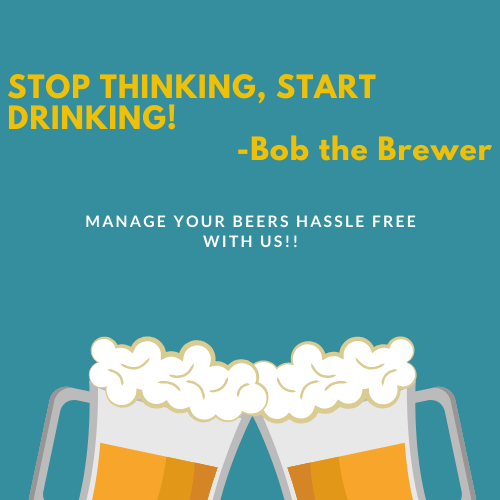 STOP THINKING, START
DRINKING!
-Bob the Brewer
MANAGE YOUR BEERS HASSLE FREE
WITH US!!